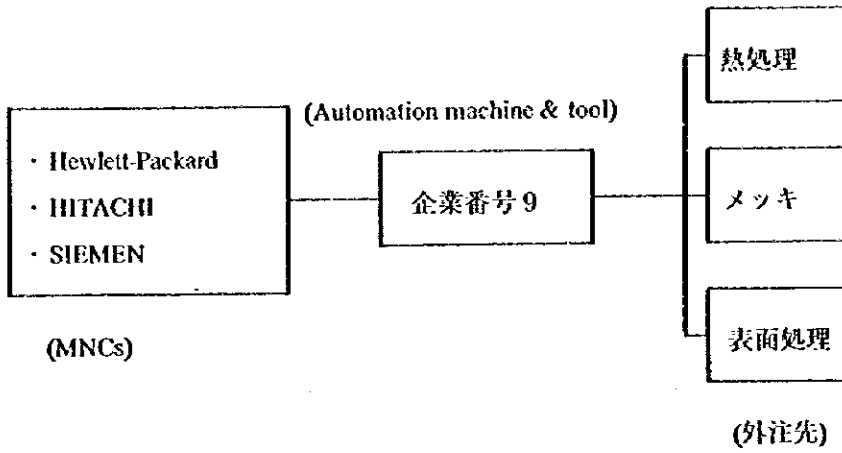 熱処理
(Automation machine & tool)
・ Hewlett-Packard
・ HITACHI
・ SIEMEN
企業番号9
メッキ
表面処理
(MNCs)
(外注先)